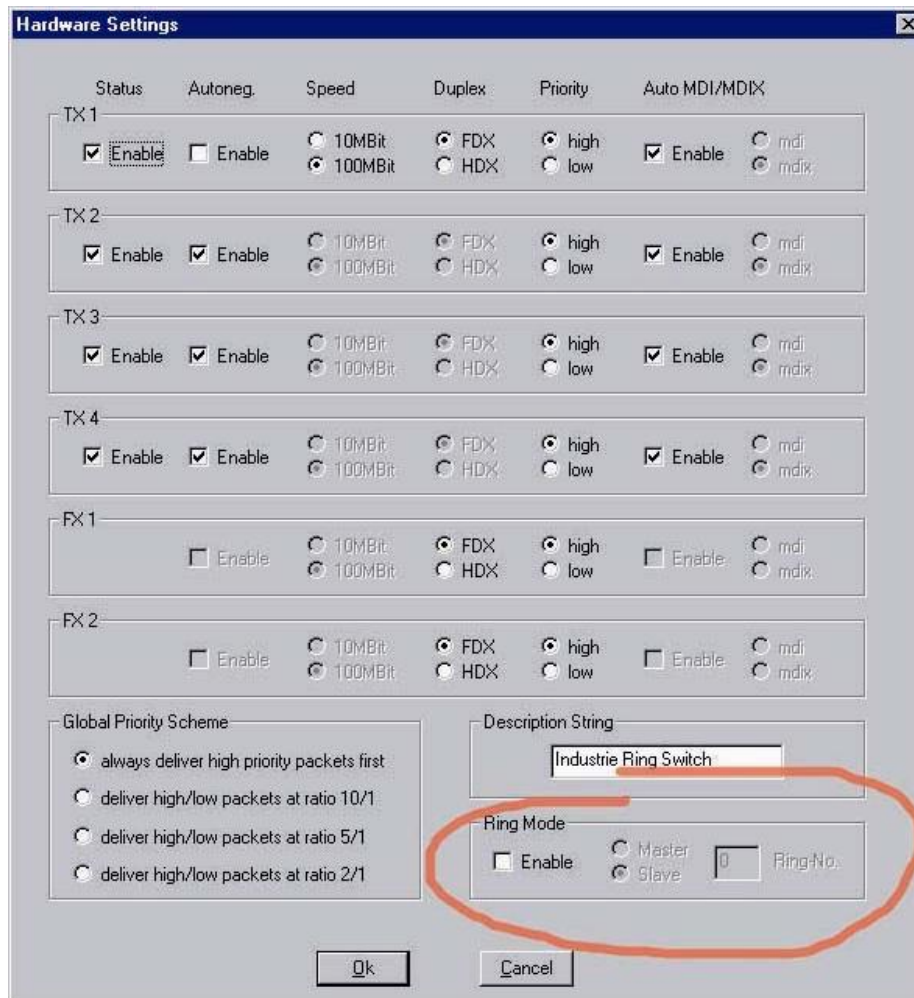 Hardware Settings
Status Autoneg. Speed Duplex Priority Auto MDI/MDIX
TX 1
Enable Enable 10MBit FDX high Enable mdi
100MBit HDX low mdix
TX 2
Enable Enable 10MBit FDX high Enable mdi
100MBit HDX low mdix
TX 3
Enable Enable 10MBit FDX high Enable mdi
100MBit HDX low mdix
TX 4
Enable Enable 10MBit FDX high Enable mdi
100MBit HDX low mdix
FX 1
Enable 10MBit FDX high Enable mdi
100MBit HDX low mdix
FX 2
Enable 10MBit FDX high Enable mdi
100MBit HDX low mdix
Global Priority Scheme
always deliver high priority packets first
deliver high/low packets at ratio 10/1
deliver high/low packets at ratio 5/1
deliver high/low packets at ratio 2/1
Description String
Industrie Ring Switch
Ring Mode
Enable Master 0 Ring-No.
Slave
Ok Cancel